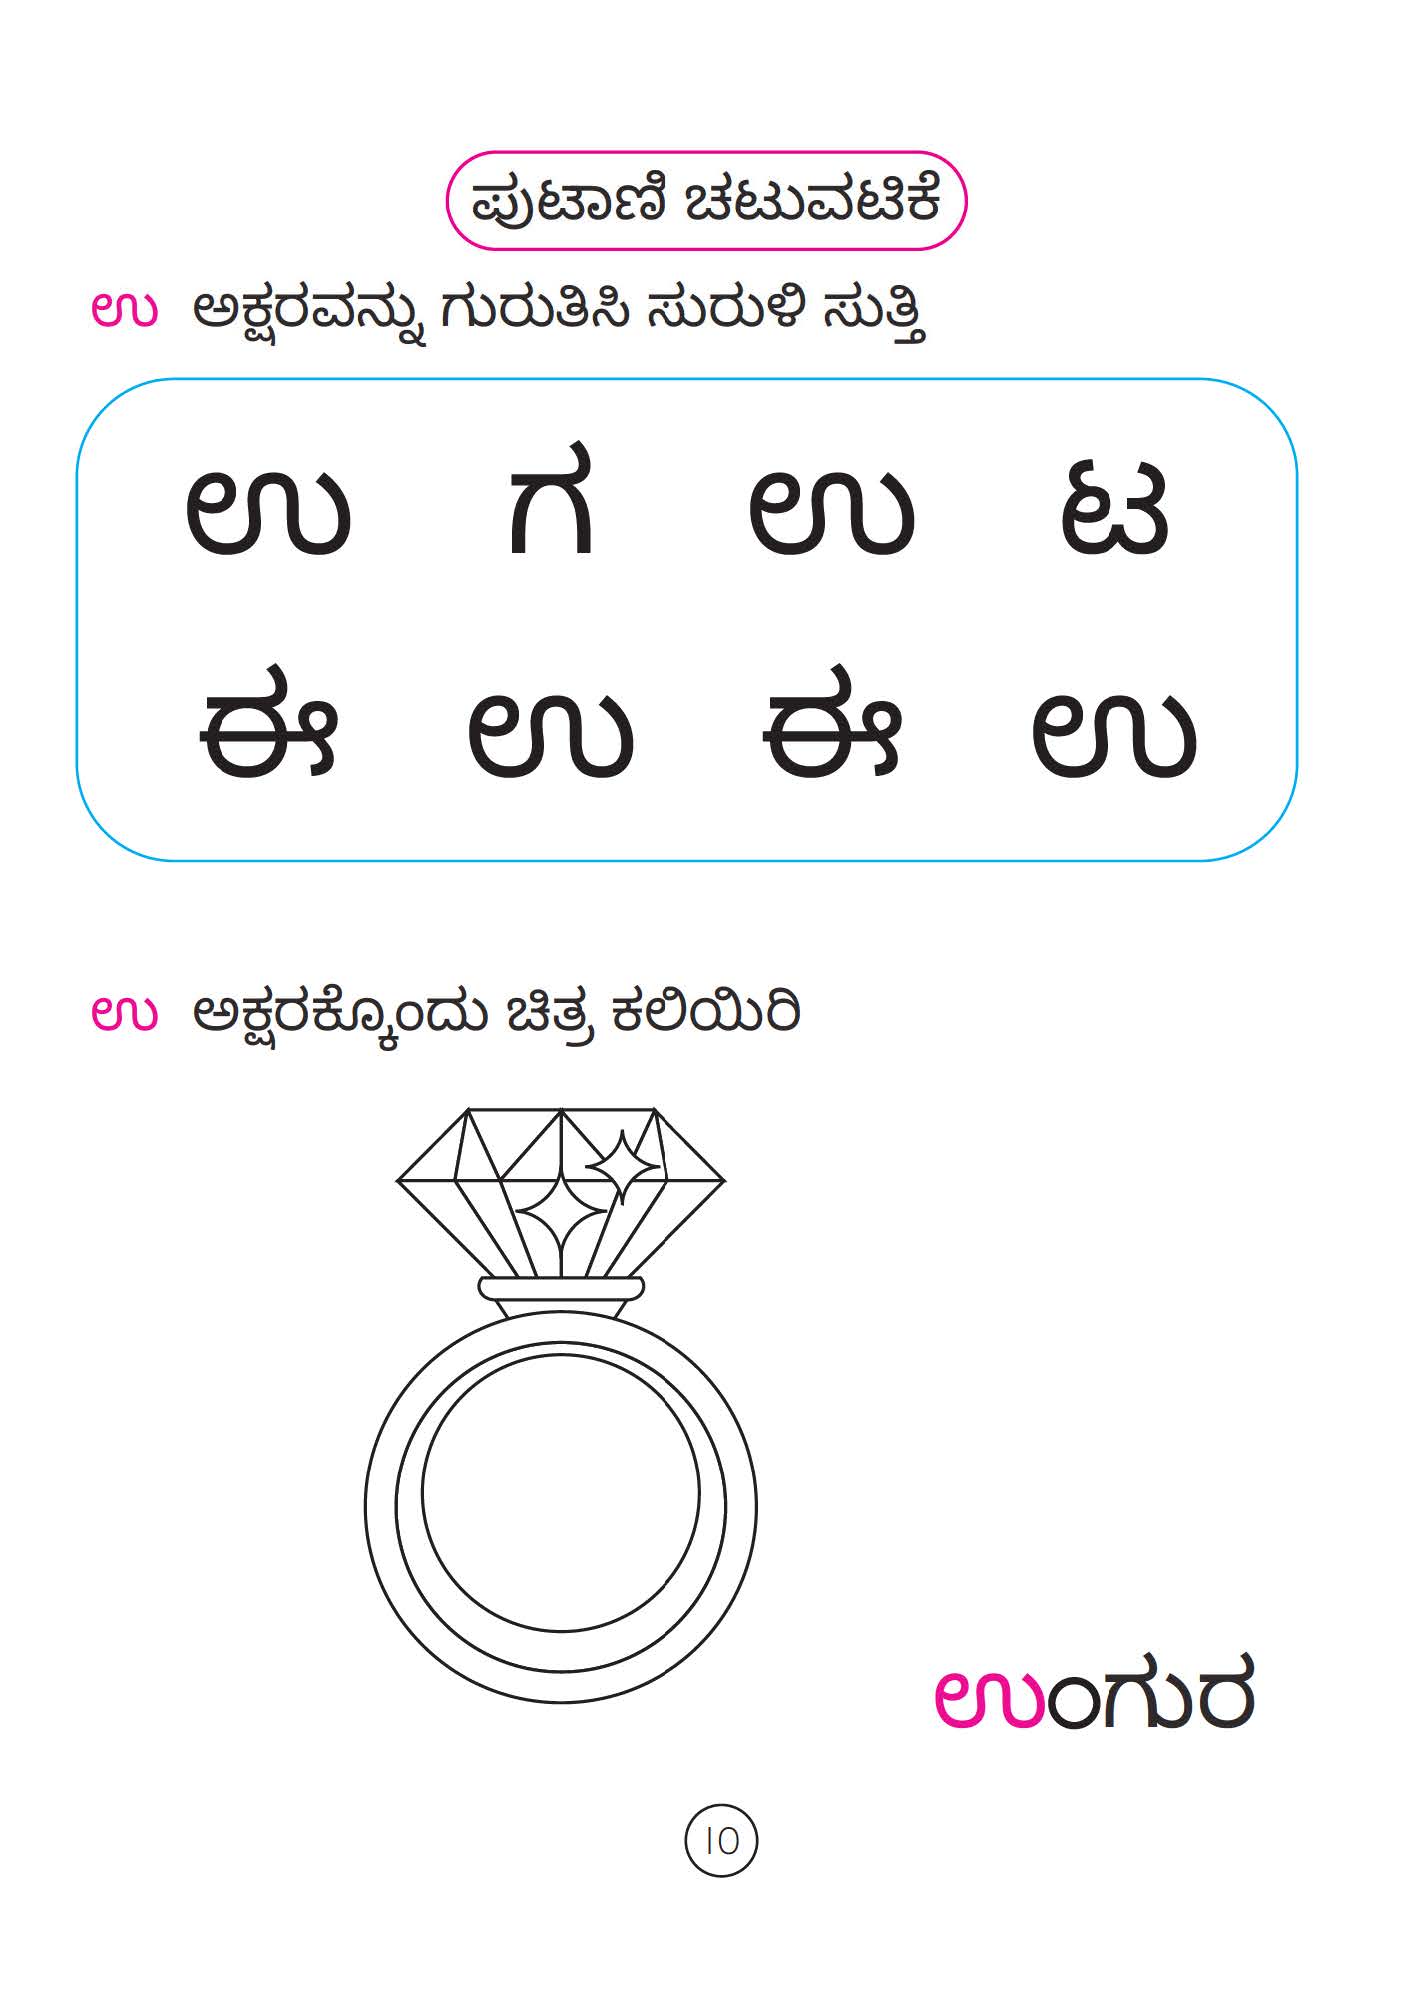 ಪುಟಾಣಿ ಚಟುವಟಿಕೆ
ಉ ಅಕ್ಷರವನ್ನು ಗುರುತಿಸಿ ಸುರುಳಿ ಸುತ್ತಿ
ಉ ಗ ಉ ಟ
ಈ ಉ ಈ ಉ
ಉ ಅಕ್ಷರಕ್ಕೊಂದು ಚಿತ್ರ ಕಲಿಯಿರಿ
ಉಂಗುರ
10